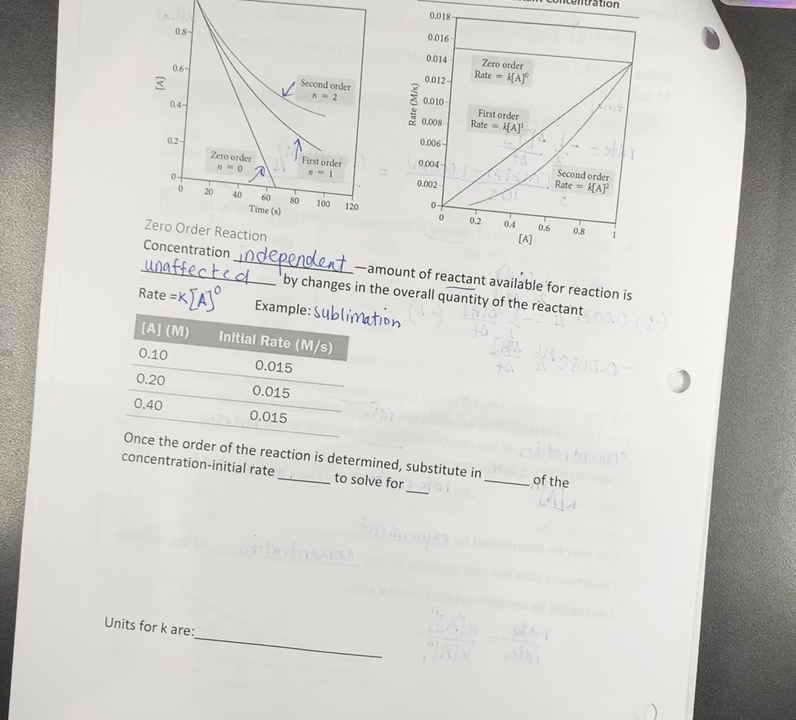 Concentration
0.8
0.6
0.4
0.2
0
[A]
Second order
n = 2
Zero order
n = 0
First order
n = 1
0 20 40 60 80 100 120
Time (s)
0.018
0.016
0.014
0.012
0.010
0.008
0.006
0.004
0.002
0
Rate (M/s)
Zero order
Rate = k[A]⁰
First order
Rate = k[A]¹
Second order
Rate = k[A]²
0 0.2 0.4 0.6 0.8 1
[A]
Zero Order Reaction
Concentration independent —amount of reactant available for reaction is
unaffected by changes in the overall quantity of the reactant
Rate = K[A]⁰ Example: Sublimation
[A] (M) Initial Rate (M/s)
0.10 0.015
0.20 0.015
0.40 0.015
Once the order of the reaction is determined, substitute in ______ of the
concentration-initial rate ______ to solve for ___
Units for k are:______